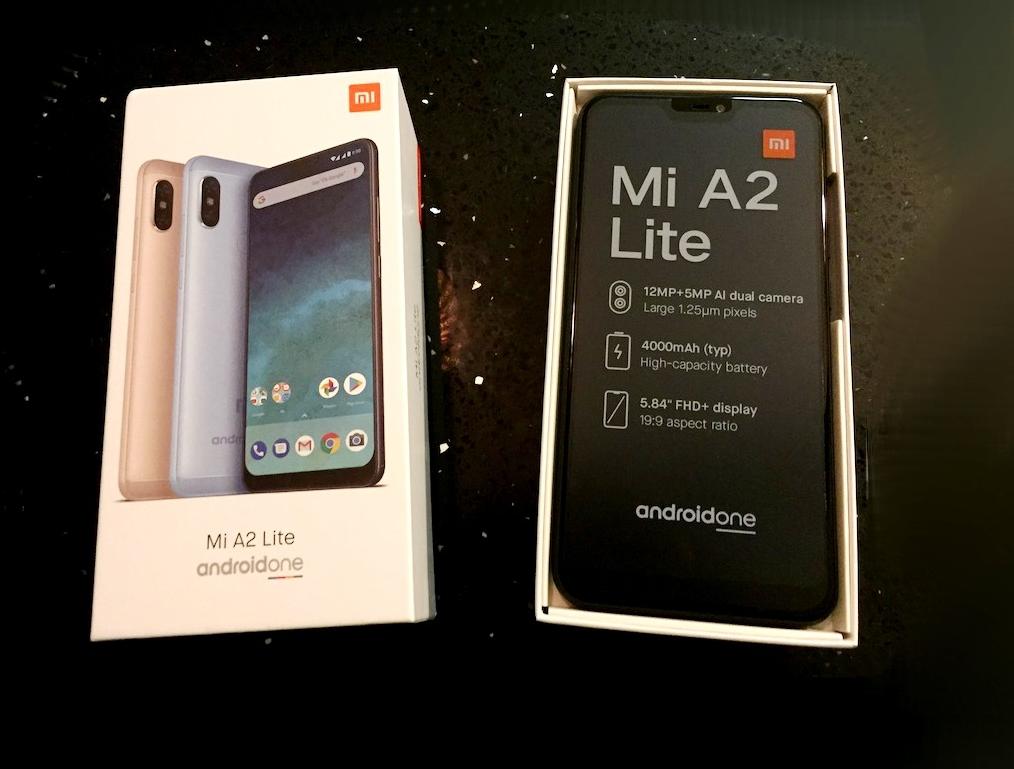 mi
Mi A2 Lite
androidone
mi
Mi A2
Lite
12MP+5MP AI dual camera
Large 1.25μm pixels
4000mAh (typ)
High-capacity battery
5.84" FHD+ display
19:9 aspect ratio
androidone